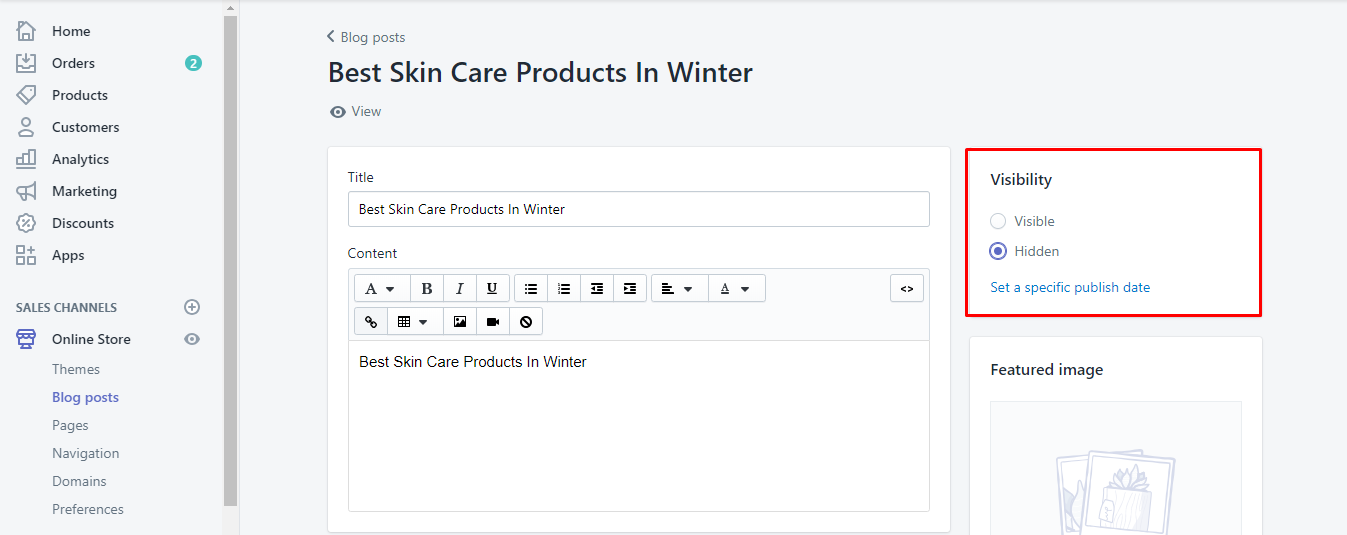 Home
Orders 2
Products
Customers
Analytics
Marketing
Discounts
Apps
SALES CHANNELS
Online Store
Themes
Blog posts
Pages
Navigation
Domains
Preferences
Blog posts
Best Skin Care Products In Winter
View
Title
Best Skin Care Products In Winter
Content
A B I U A <>
Best Skin Care Products In Winter
Visibility
Visible
Hidden
Set a specific publish date
Featured image